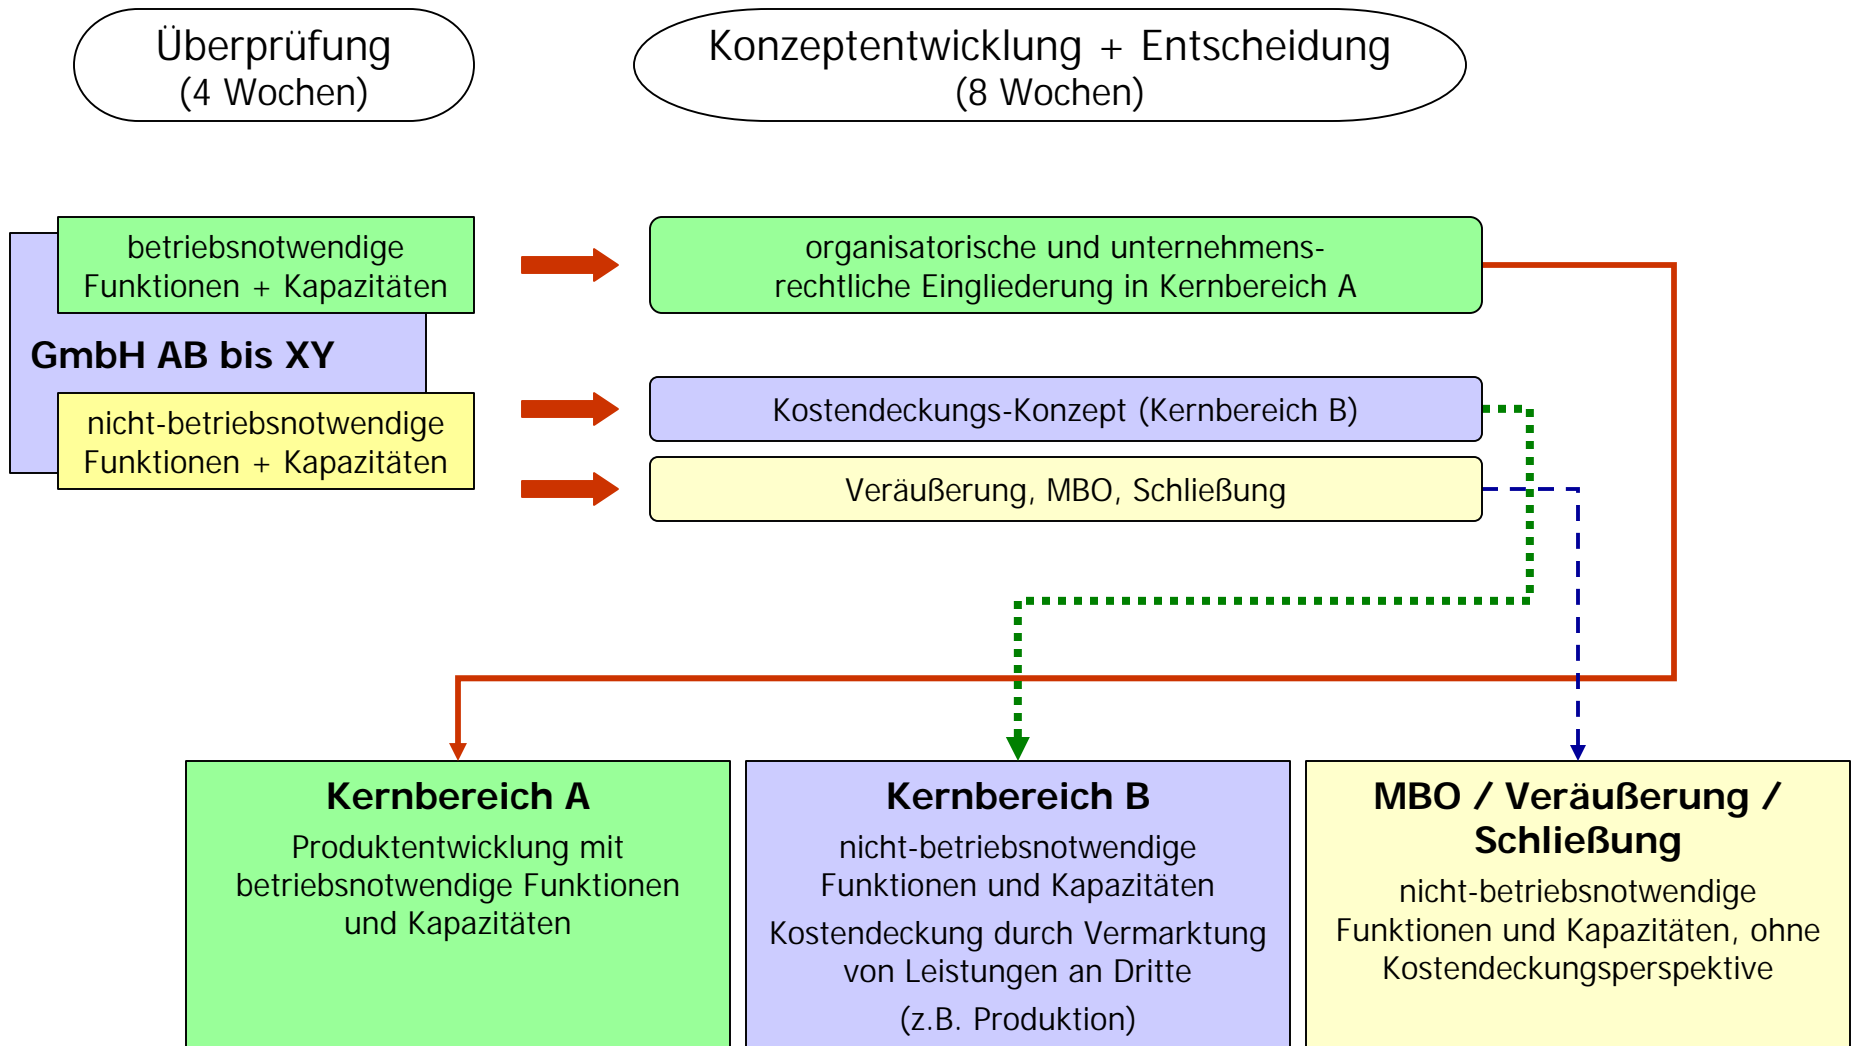 Überprüfung
(4 Wochen)
Konzeptentwicklung + Entscheidung
(8 Wochen)
betriebsnotwendige
Funktionen + Kapazitäten
GmbH AB bis XY
nicht-betriebsnotwendige
Funktionen + Kapazitäten
organisatorische und unternehmens-
rechtliche Eingliederung in Kernbereich A
Kostendeckungs-Konzept (Kernbereich B)
Veräußerung, MBO, Schließung
Kernbereich A
Produktentwicklung mit
betriebsnotwendige Funktionen
und Kapazitäten
Kernbereich B
nicht-betriebsnotwendige
Funktionen und Kapazitäten
Kostendeckung durch Vermarktung
von Leistungen an Dritte
(z.B. Produktion)
MBO / Veräußerung /
Schließung
nicht-betriebsnotwendige
Funktionen und Kapazitäten, ohne
Kostendeckungsperspektive